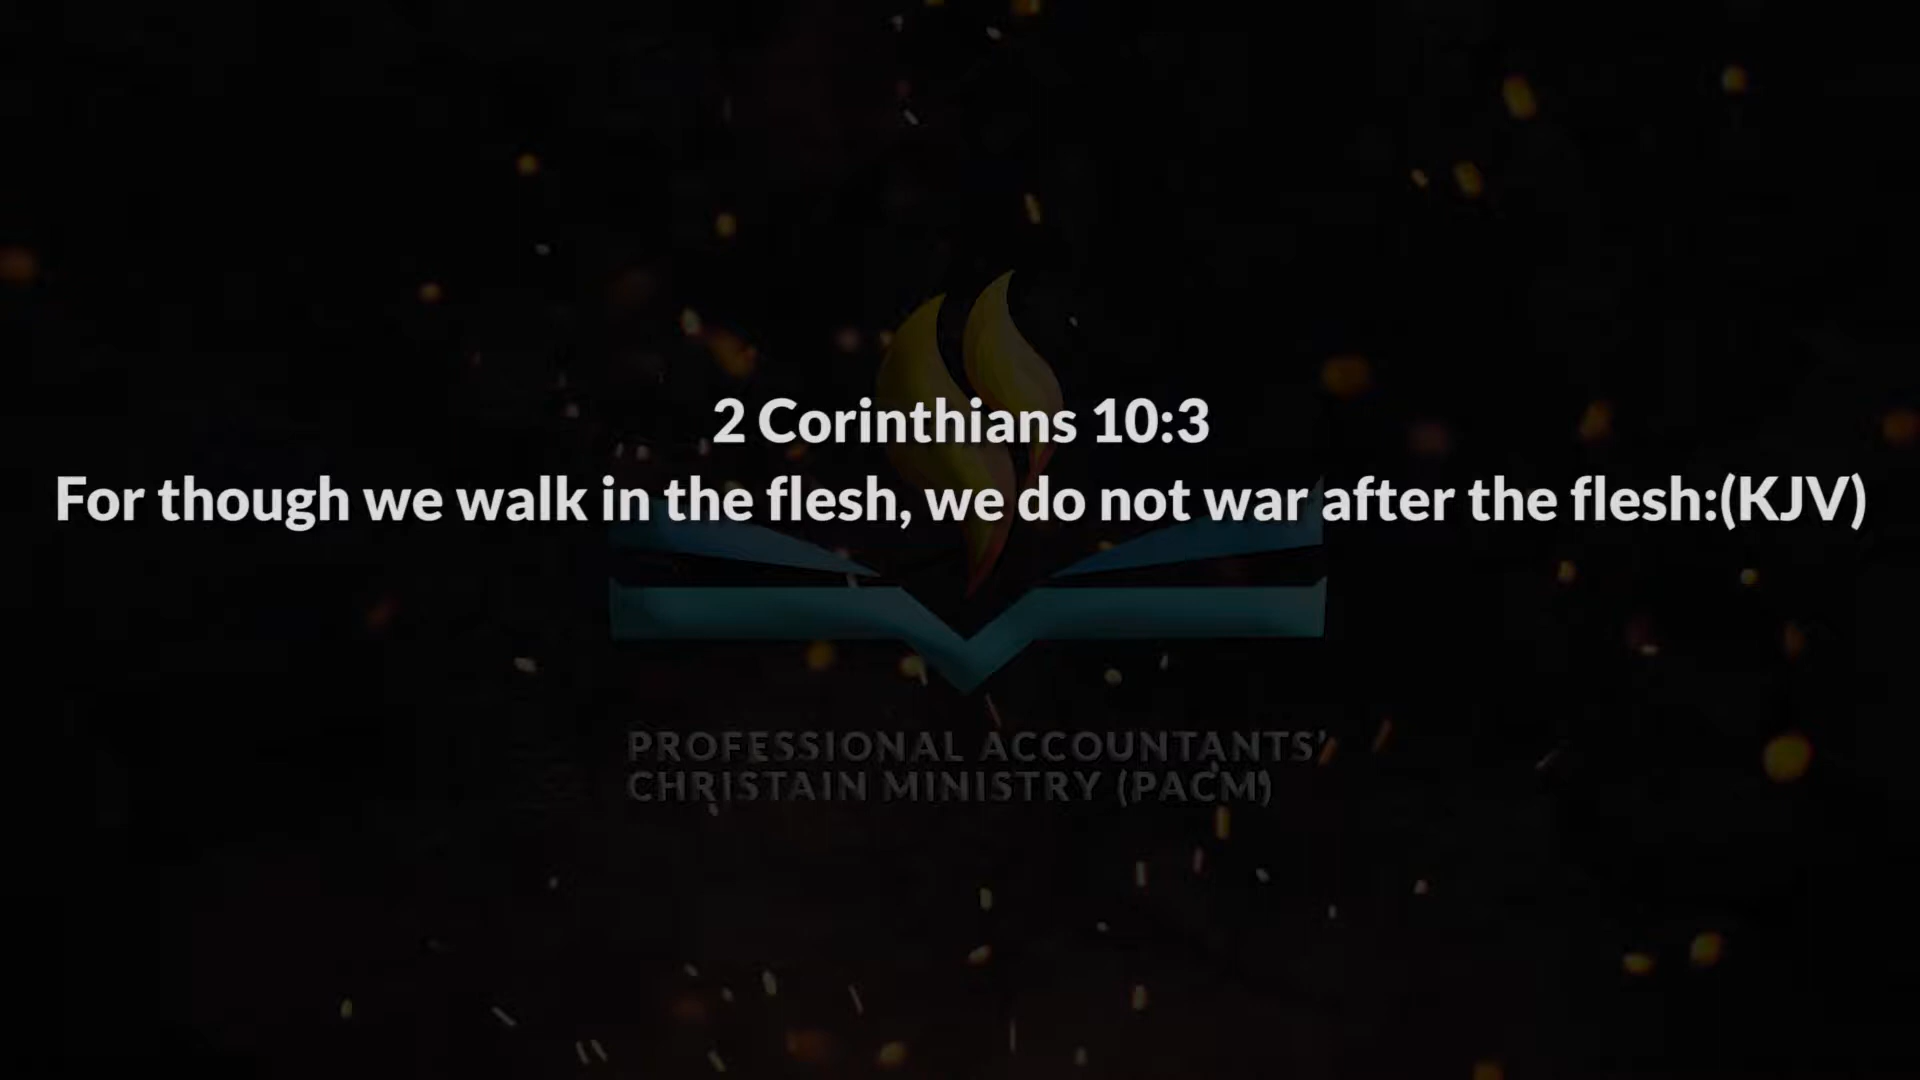 2 Corinthians 10:3
For though we walk in the flesh, we do not war after the flesh:(KJV)
PROFESSIONAL ACCOUNTANTS'
CHRISTAIN MINISTRY (PACM)